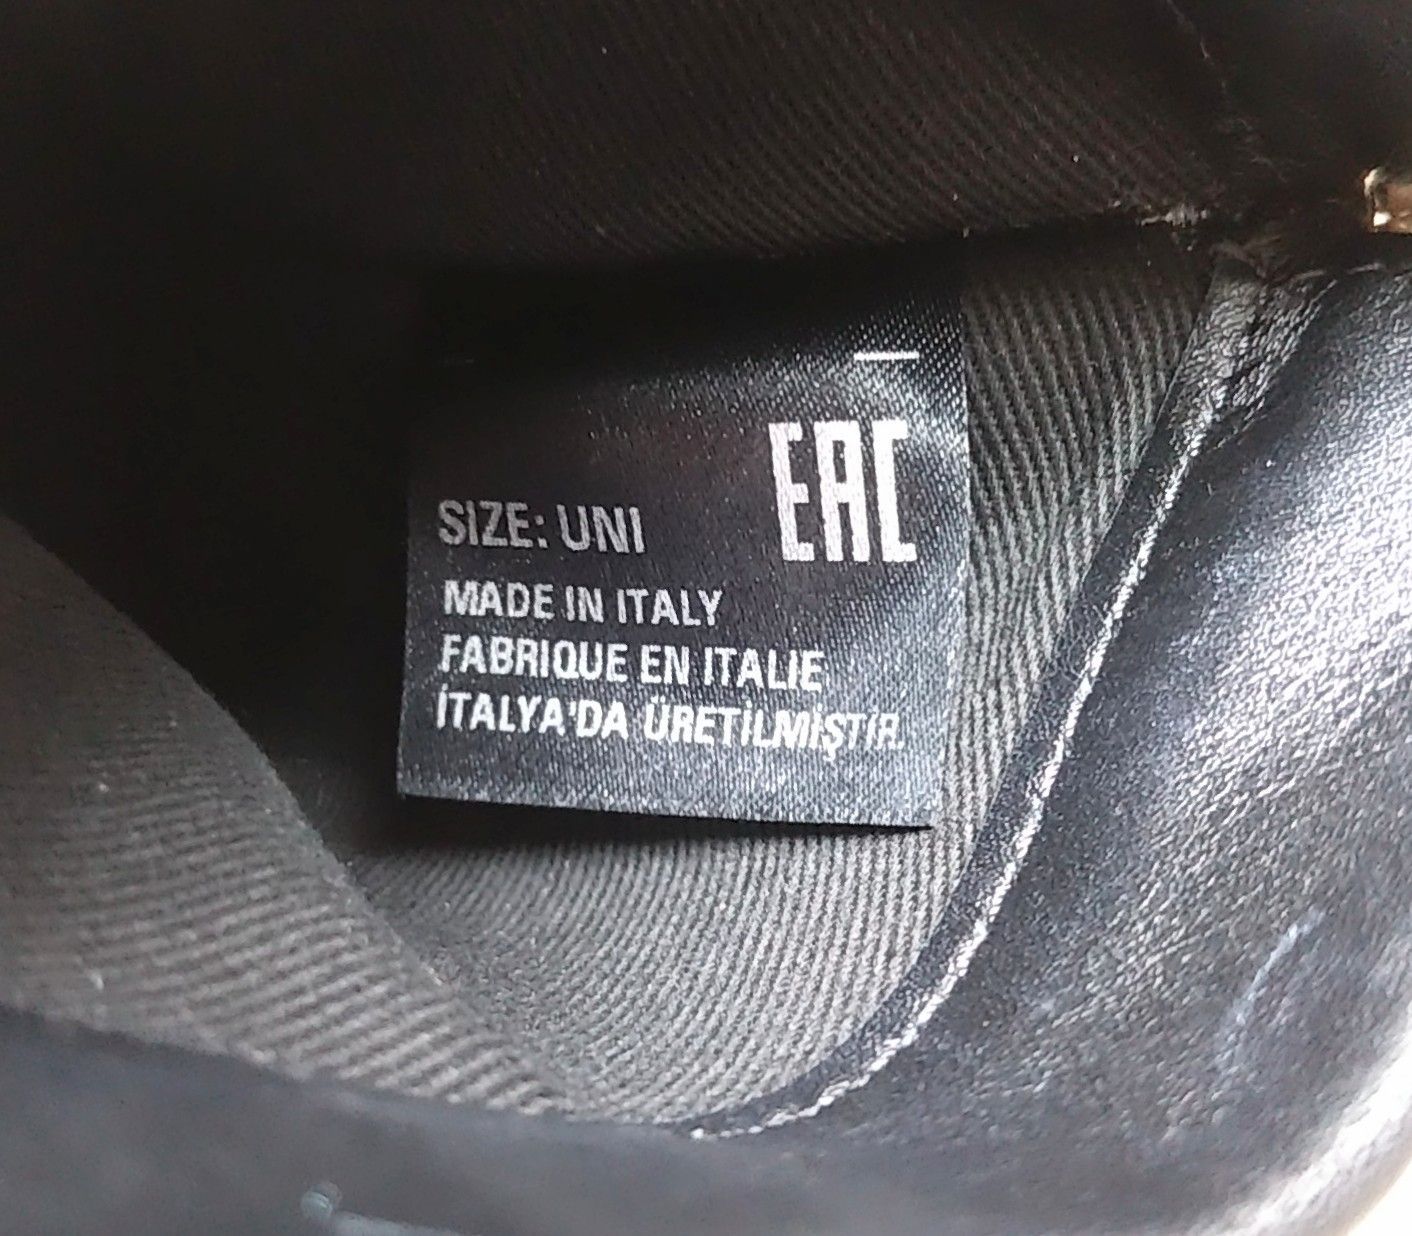 EAC
SIZE: UNI
MADE IN ITALY
FABRIQUE EN ITALIE
İTALYA'DA ÜRETİLMİŞTİR.